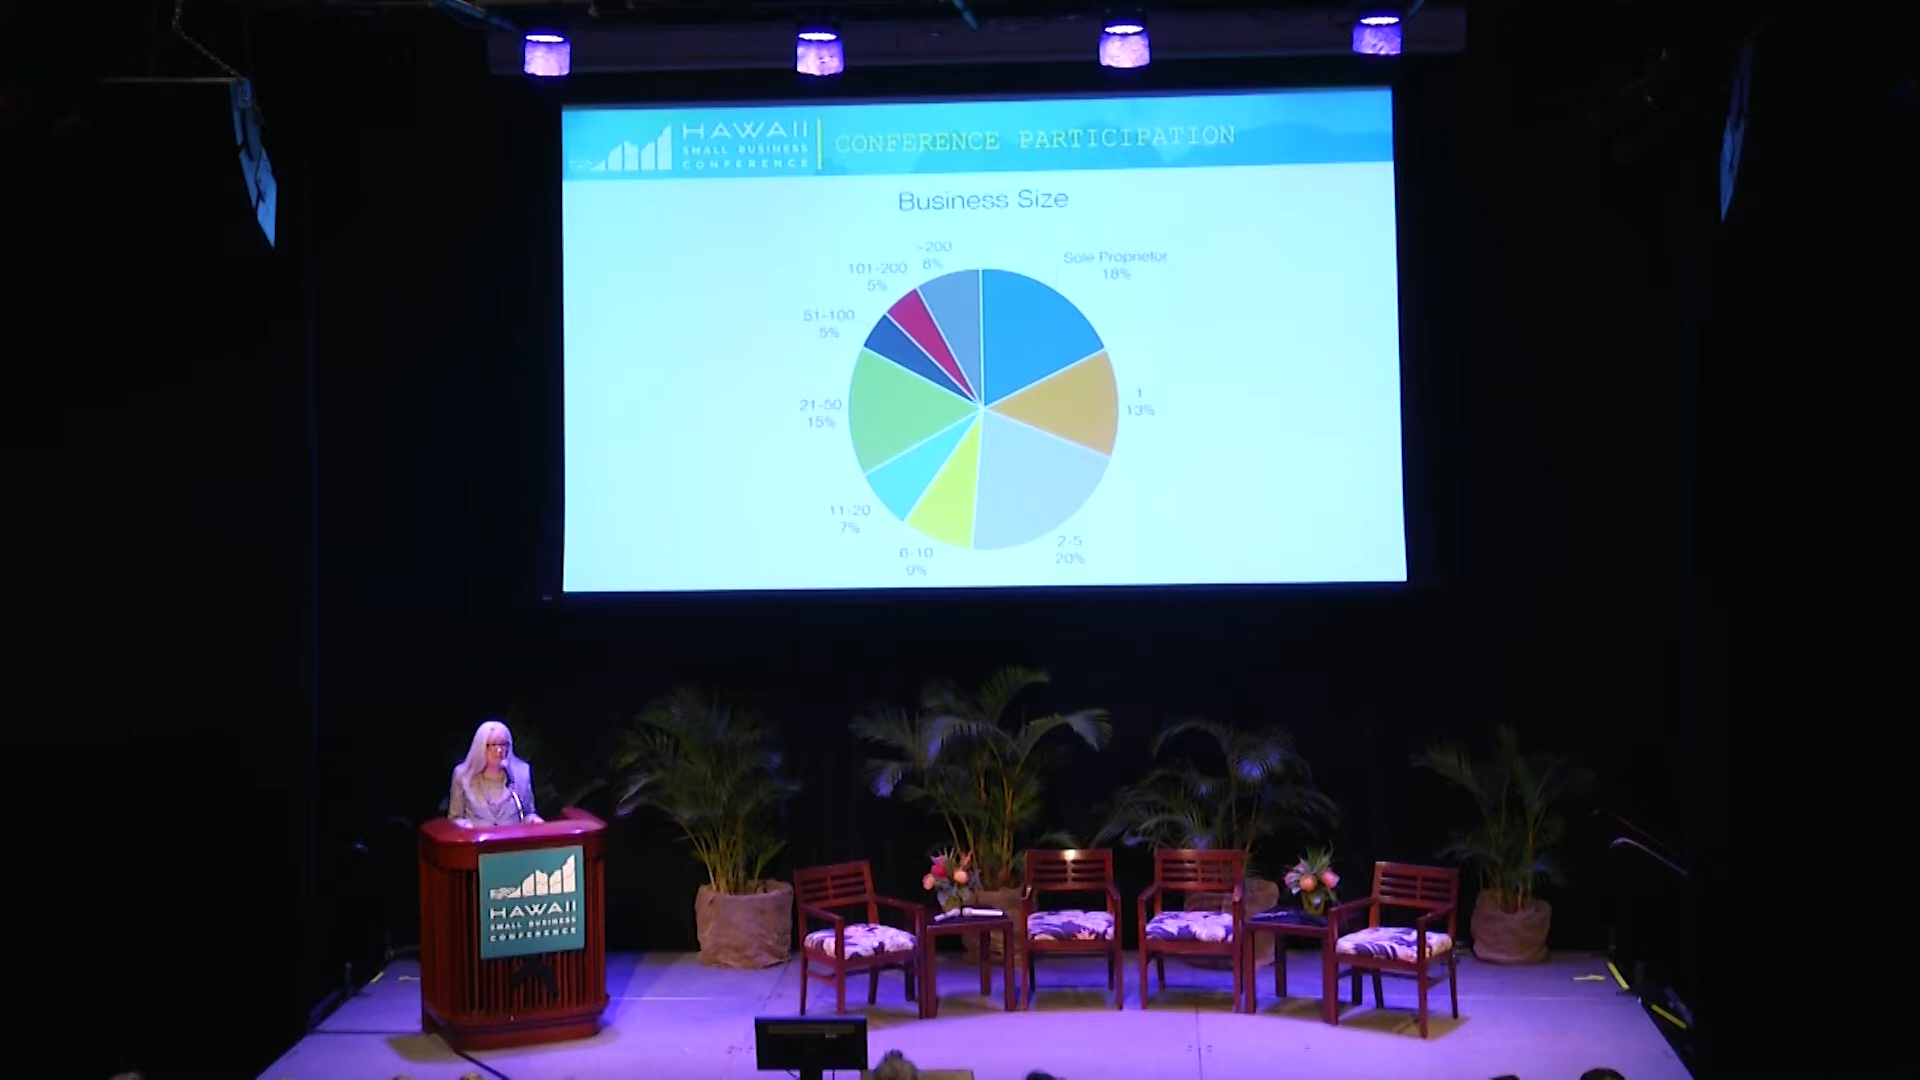 HAWAII
SMALL BUSINESS
CONFERENCE
CONFERENCE PARTICIPATION
Business Size
>200
8%
Sole Proprietor
18%
101-200
5%
51-100
5%
1
13%
21-50
15%
11-20
7%
2-5
20%
6-10
9%
HAWAII
SMALL BUSINESS
CONFERENCE